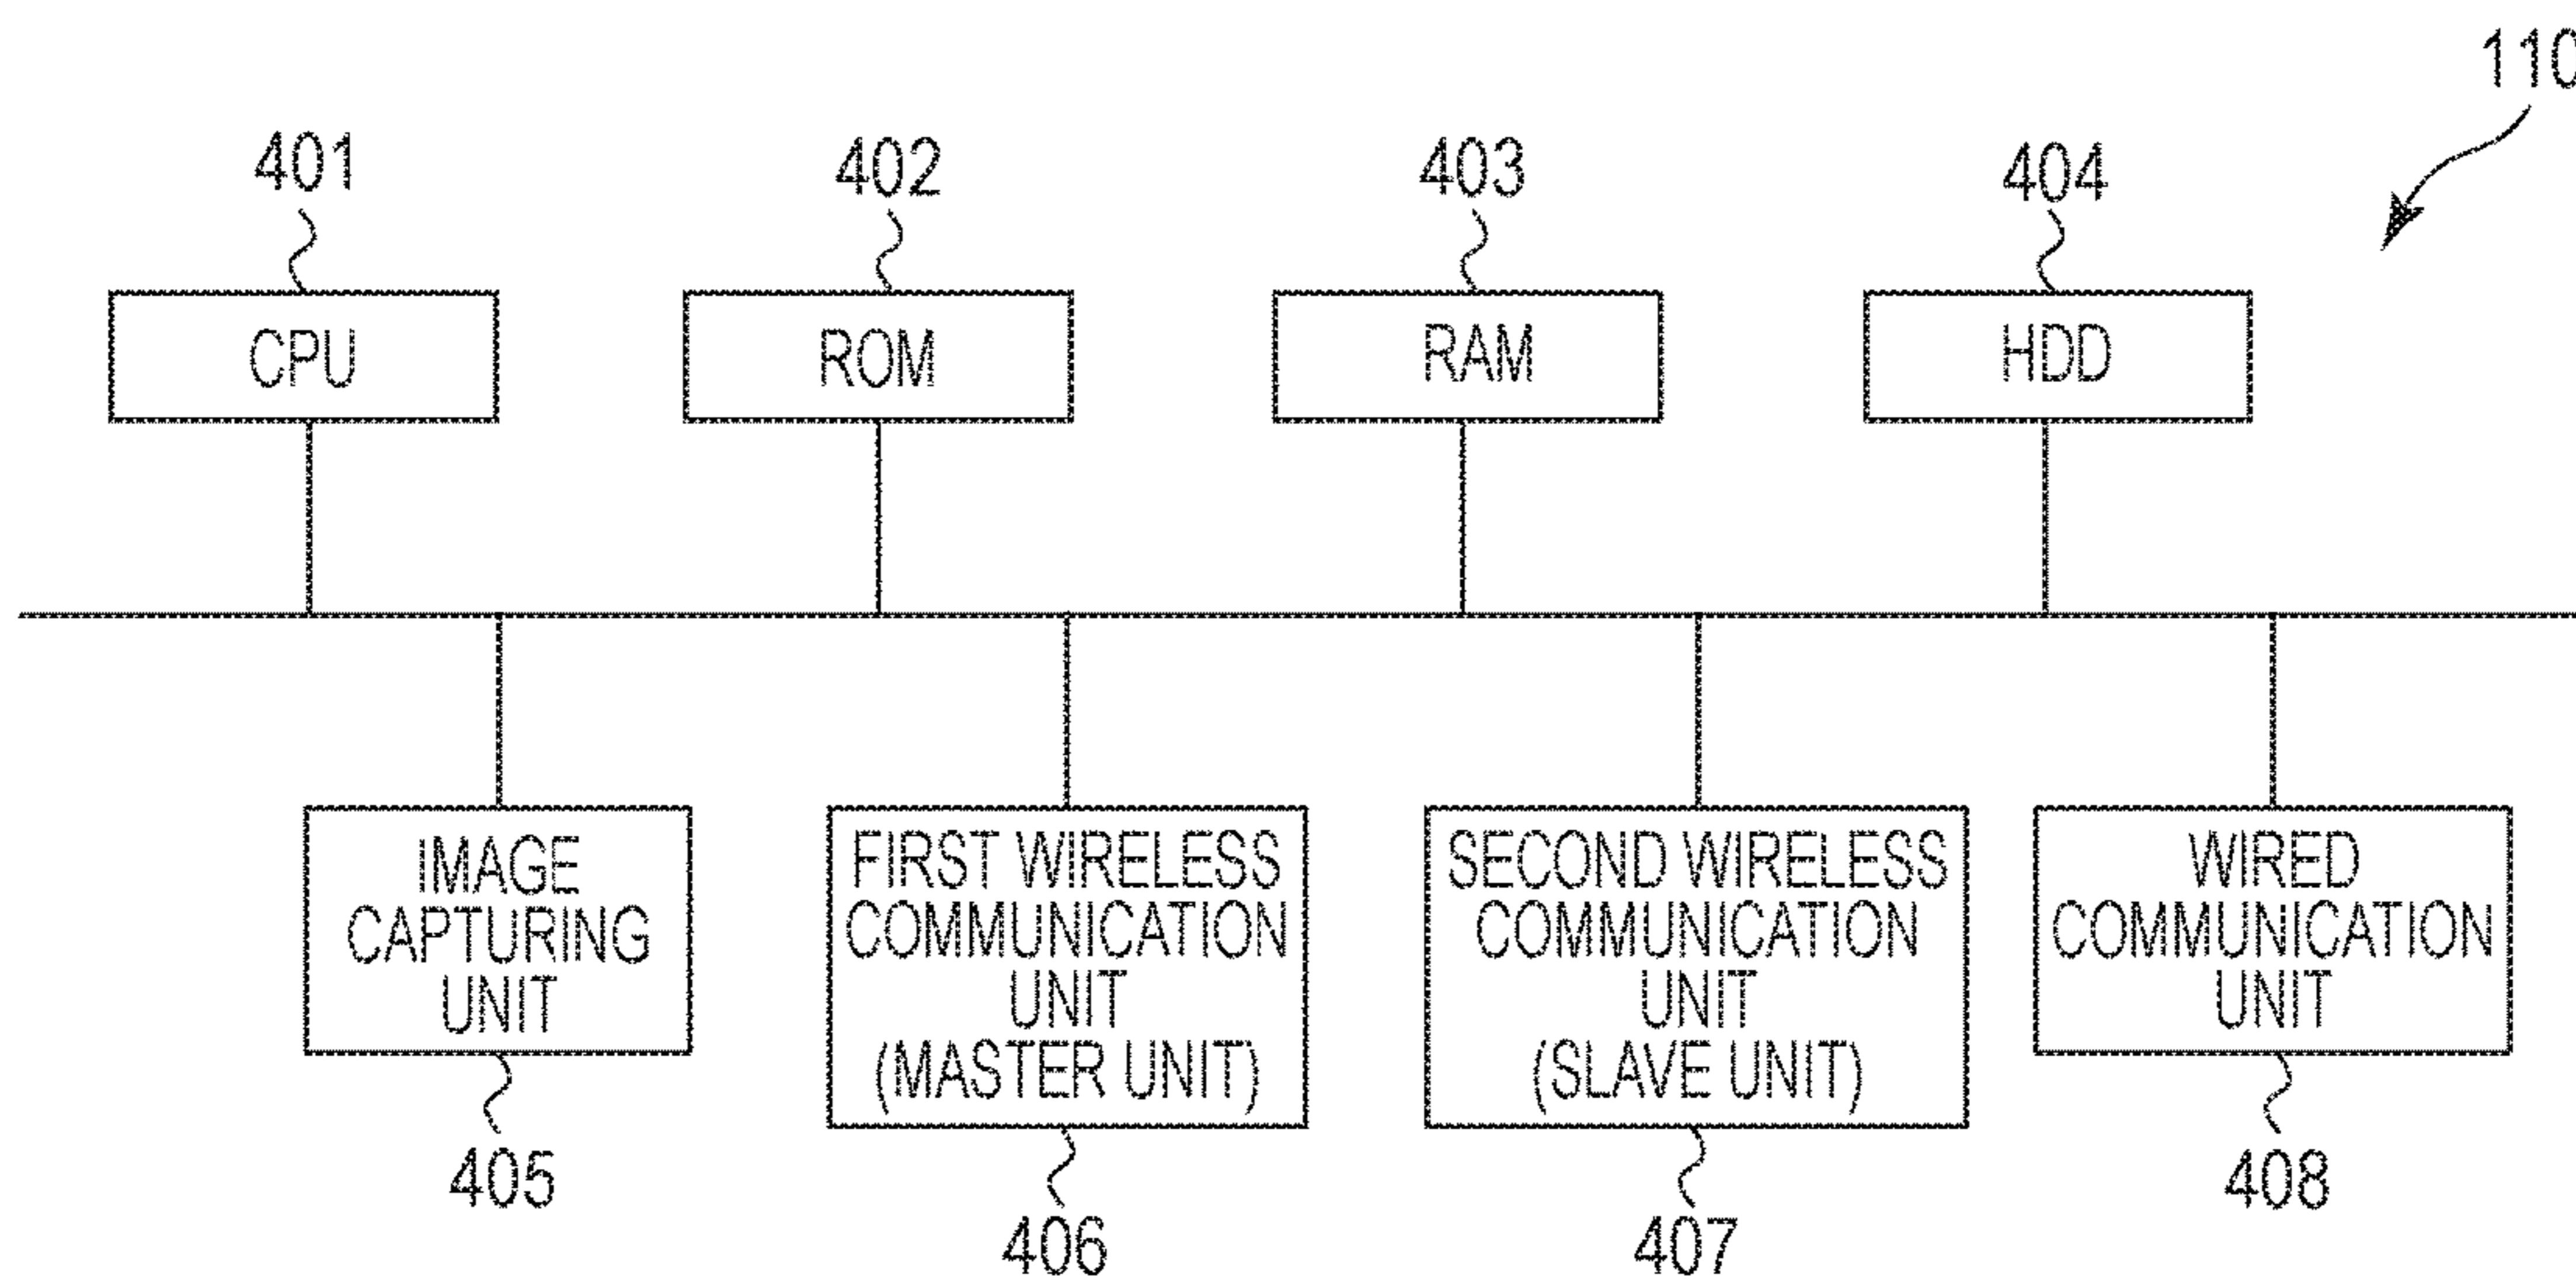 110
401
402
403
404
CPU
ROM
RAM
HDD
IMAGE
CAPTURING
UNIT
FIRST WIRELESS
COMMUNICATION
UNIT
(MASTER UNIT)
SECOND WIRELESS
COMMUNICATION
UNIT
(SLAVE UNIT)
WIRED
COMMUNICATION
UNIT
405
406
407
408